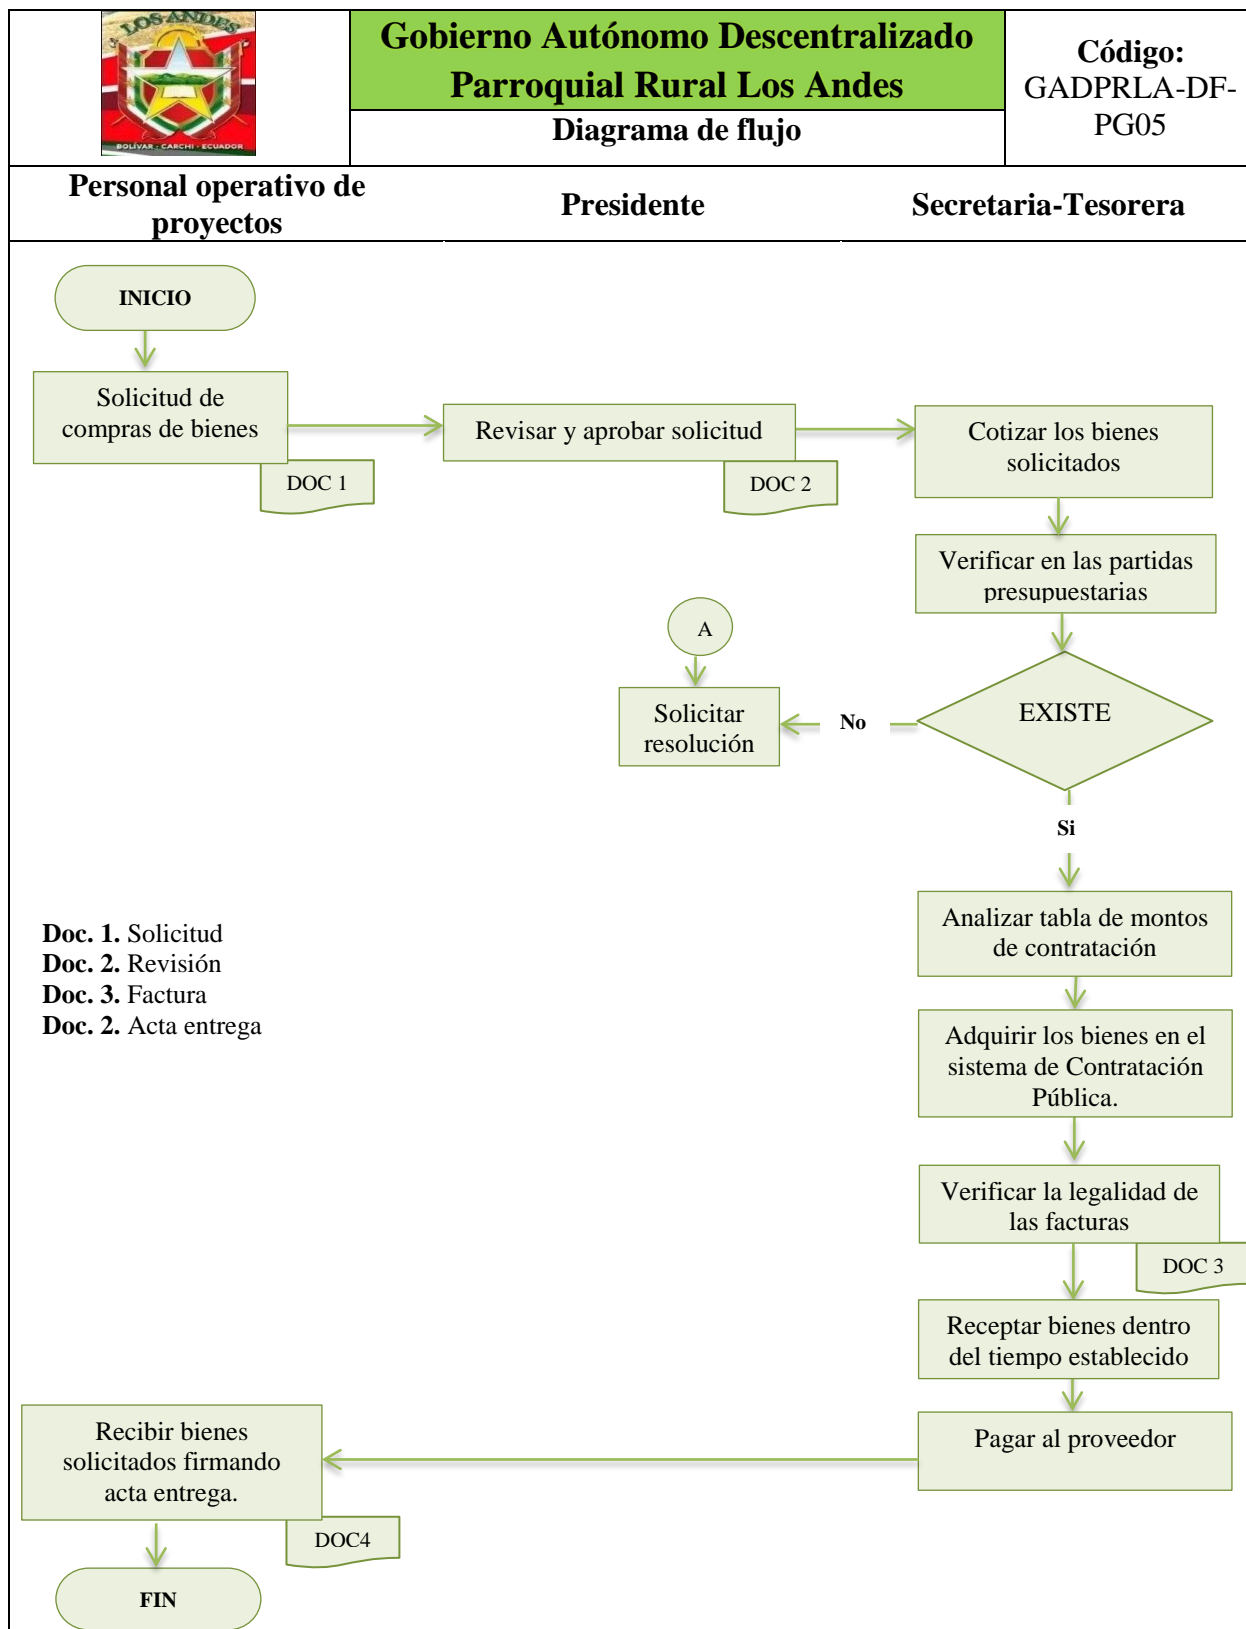 LOS ANDES
BOLÍVAR - CARCHI - ECUADOR
Gobierno Autónomo Descentralizado
Parroquial Rural Los Andes
Diagrama de flujo
Código:
GADPRLA-DF-
PG05
Personal operativo de
proyectos
Presidente
Secretaria-Tesorera
INICIO
Solicitud de
compras de bienes
DOC 1
Revisar y aprobar solicitud
DOC 2
Cotizar los bienes
solicitados
Verificar en las partidas
presupuestarias
A
Solicitar
resolución
No
EXISTE
Si
Analizar tabla de montos
de contratación
Doc. 1. Solicitud
Doc. 2. Revisión
Doc. 3. Factura
Doc. 2. Acta entrega
Adquirir los bienes en el
sistema de Contratación
Pública.
Verificar la legalidad de
las facturas
DOC 3
Receptar bienes dentro
del tiempo establecido
Pagar al proveedor
Recibir bienes
solicitados firmando
acta entrega.
DOC4
FIN